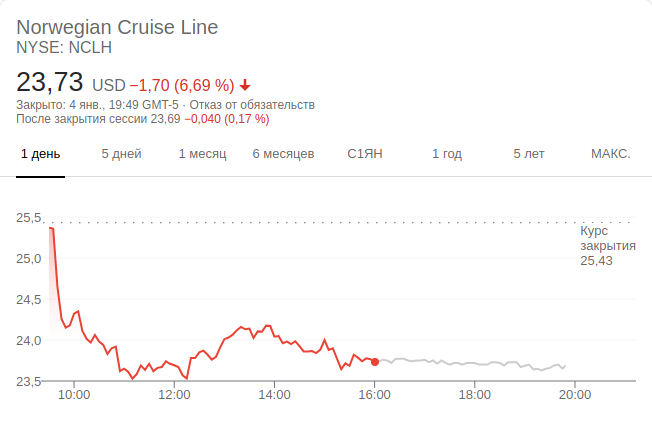 Norwegian Cruise Line
NYSE: NCLH
23,73 USD −1,70 (6,69 %)
Закрыто: 4 янв., 19:49 GMT-5 · Отказ от обязательств
После закрытия сессии 23,69 −0,040 (0,17 %)
1 день 5 дней 1 месяц 6 месяцев С1ЯН 1 год 5 лет МАКС.
25,5
Курс
закрытия
25,0
25,43
24,5
24,0
23,5
10:00 12:00 14:00 16:00 18:00 20:00